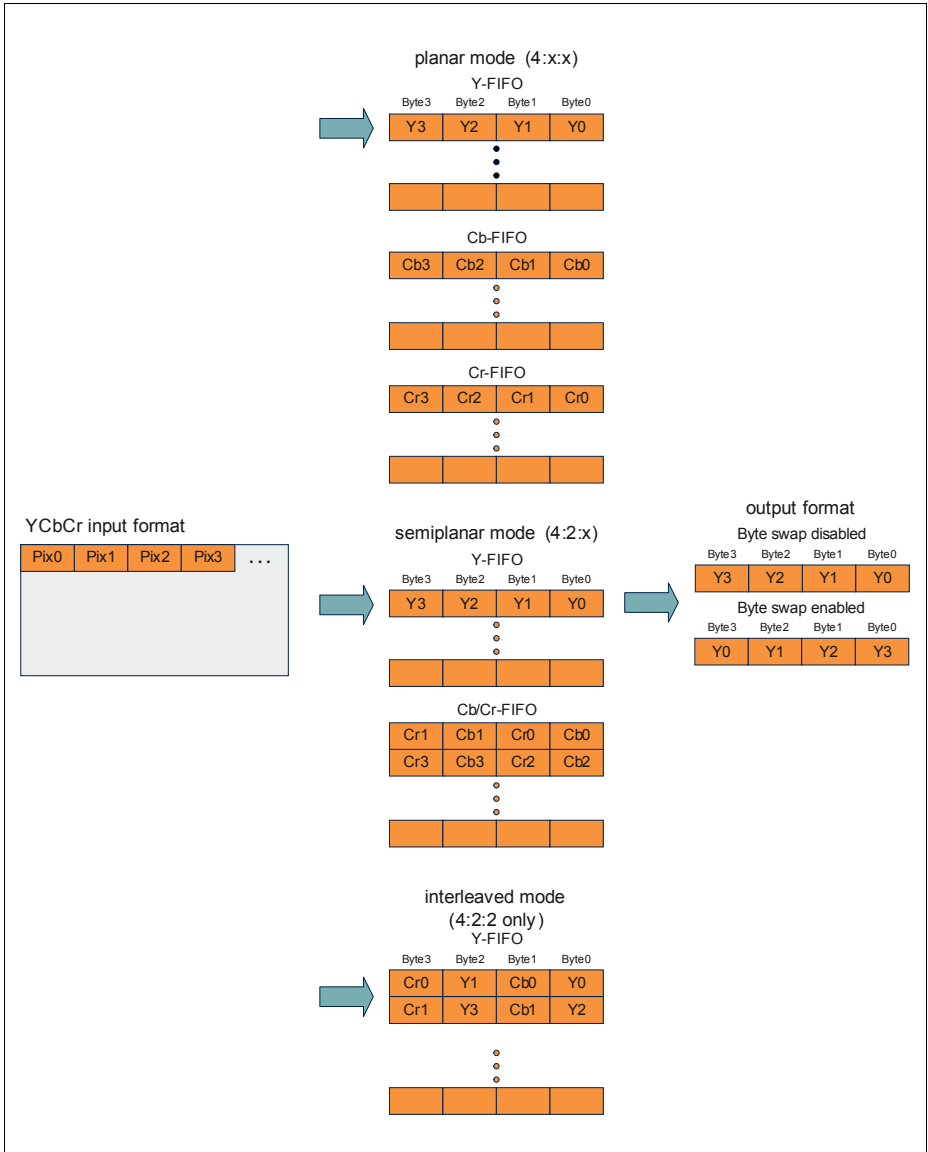 planar mode (4:x:x)
Y-FIFO
Byte3 Byte2 Byte1 Byte0
Y3 Y2 Y1 Y0
Cb-FIFO
Cb3 Cb2 Cb1 Cb0
Cr-FIFO
Cr3 Cr2 Cr1 Cr0
YCbCr input format
Pix0 Pix1 Pix2 Pix3 ...
semiplanar mode (4:2:x)
Y-FIFO
Byte3 Byte2 Byte1 Byte0
Y3 Y2 Y1 Y0
Cb/Cr-FIFO
Cr1 Cb1 Cr0 Cb0
Cr3 Cb3 Cr2 Cb2
output format
Byte swap disabled
Byte3 Byte2 Byte1 Byte0
Y3 Y2 Y1 Y0
Byte swap enabled
Byte3 Byte2 Byte1 Byte0
Y0 Y1 Y2 Y3
interleaved mode
(4:2:2 only)
Y-FIFO
Byte3 Byte2 Byte1 Byte0
Cr0 Y1 Cb0 Y0
Cr1 Y3 Cb1 Y2